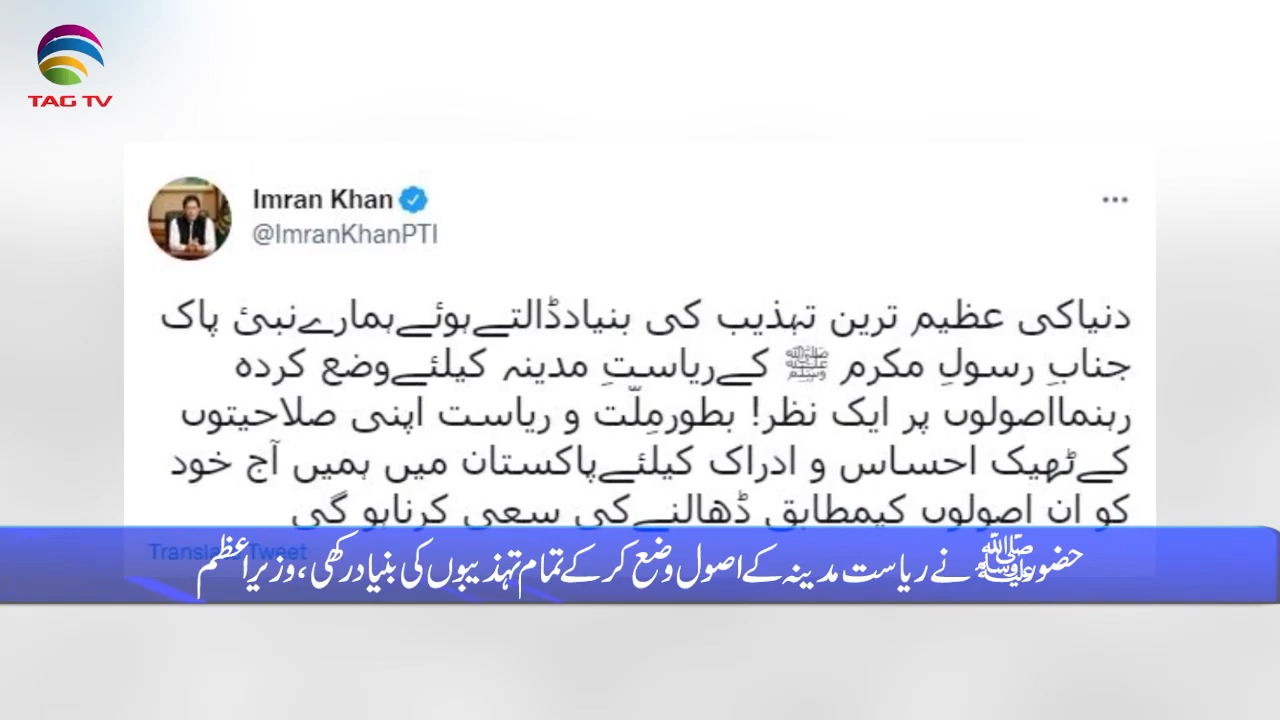 TAG TV
Imran Khan
@ImranKhanPTI
دنیاکی عظیم ترین تہذیب کی بنیادڈالتےہوئےہمارےنبیٔ پاک
جنابِ رسولِ مکرم ﷺ کےریاستِ مدینہ کیلئےوضع کردہ
رہنمااصولوں پر ایک نظر! بطورمِلّت و ریاست اپنی صلاحیتوں
کےٹھیک احساس و ادراک کیلئےپاکستان میں ہمیں آج خود
کو ان اصولوں کیمطابق ڈھالنےکی سعی کرناہو گی
Translate Tweet
حضورﷺ نے ریاست مدینہ کے اصول وضع کر کے تمام تہذیبوں کی بنیاد رکھی، وزیراعظم